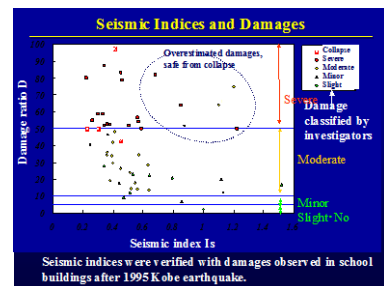 Seismic Indices and Damages
Overestimated damages,
safe from collapse
Collapse
Severe
Moderate
Minor
Slight
Severe
Damage
classified by
investigators
Moderate
Minor
Slight·No
Damage ratio D
Seismic index Is
Seismic indices were verified with damages observed in school
buildings after 1995 Kobe earthquake.